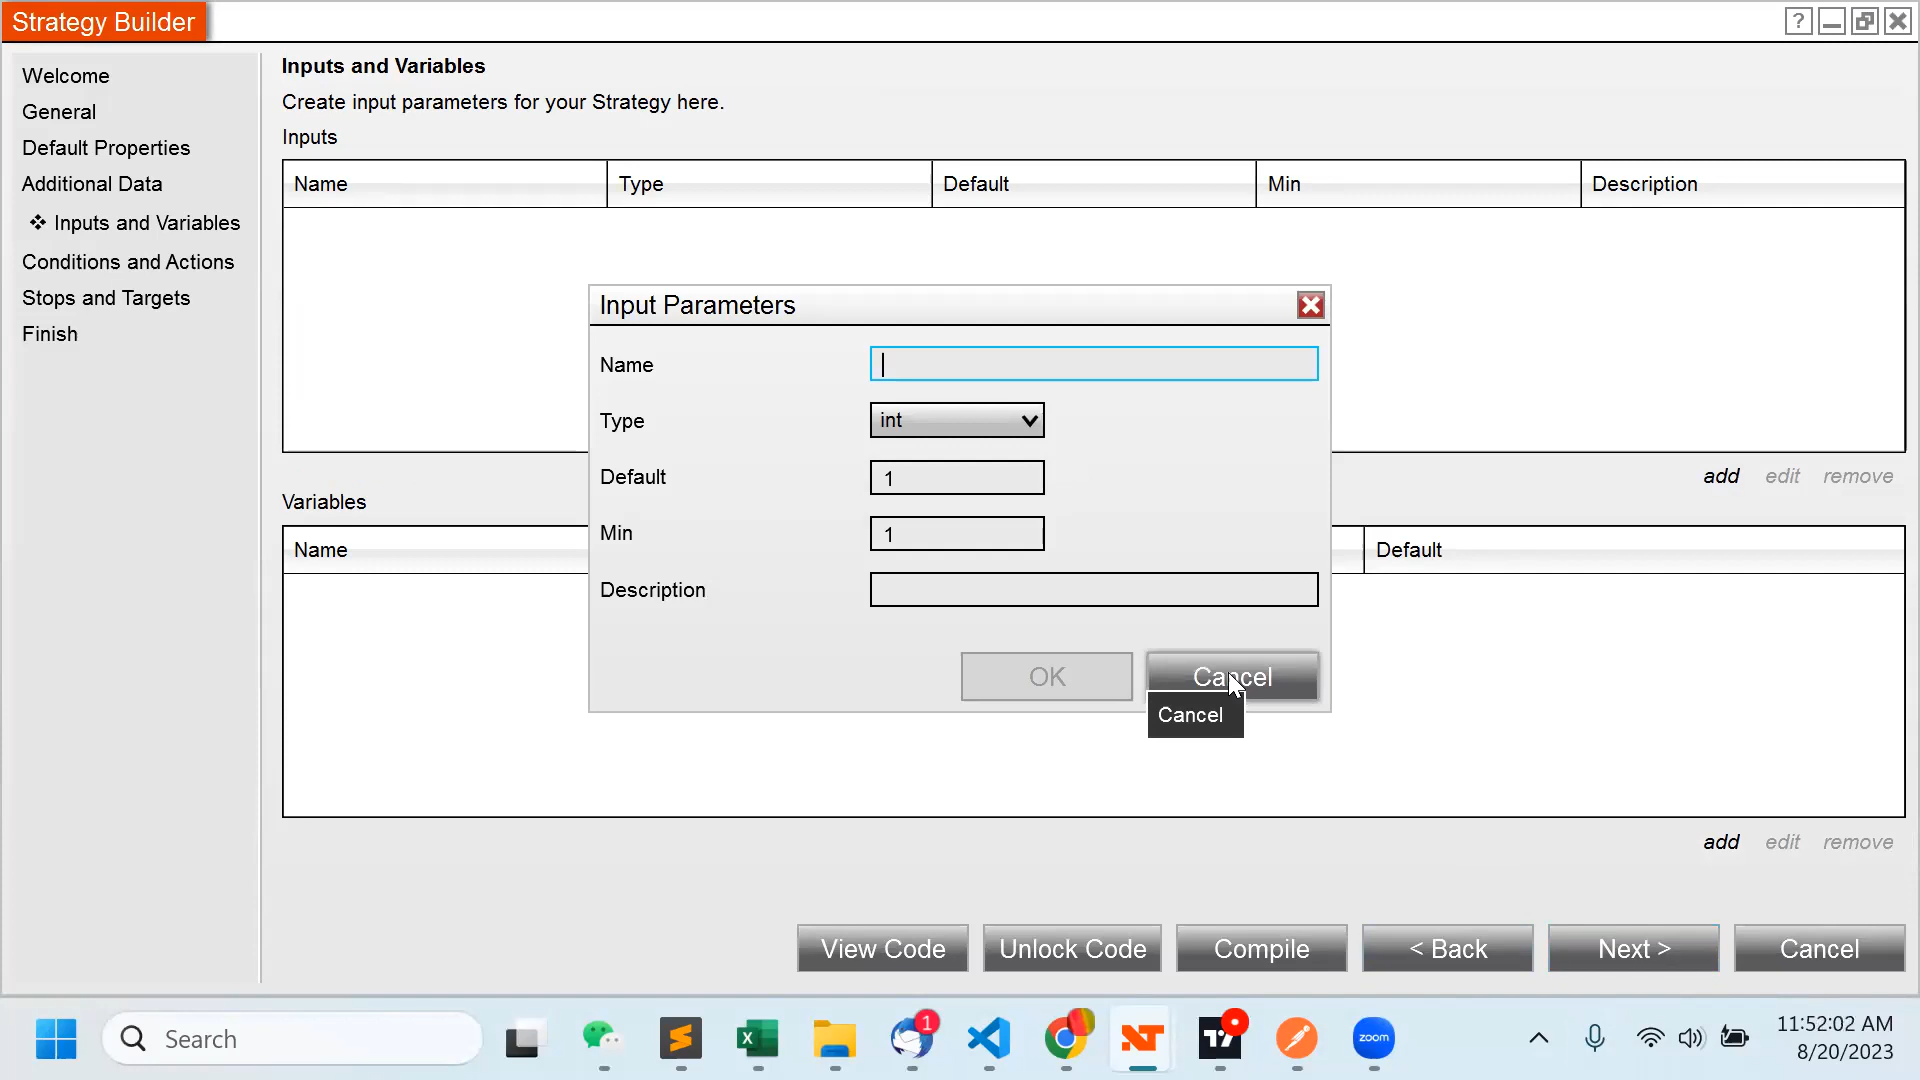 Strategy Builder
?
Welcome
General
Default Properties
Additional Data
Inputs and Variables
Conditions and Actions
Stops and Targets
Finish
Inputs and Variables
Create input parameters for your Strategy here.
Inputs
Name Type Default Min Description
add edit remove
Variables
Name Default
add edit remove
Input Parameters
Name
Type int
Default 1
Min 1
Description
OK Cancel
Cancel
View Code Unlock Code Compile < Back Next > Cancel
Search
1
zoom
11:52:02 AM
8/20/2023